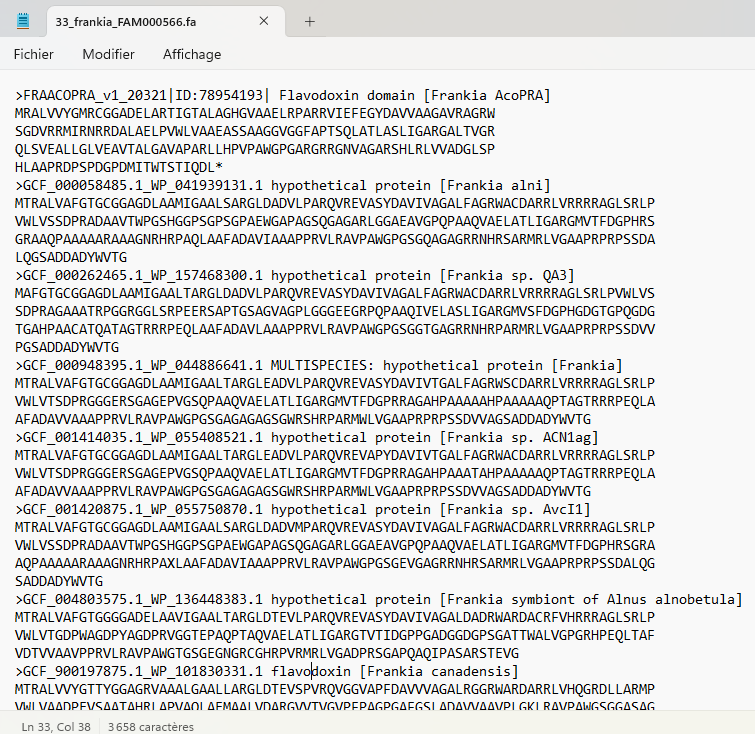 33_frankia_FAM000566.fa
Fichier Modifier Affichage
>FRAACOPRA_v1_20321|ID:78954193| Flavodoxin domain [Frankia AcoPRA]
MRALVVYGMRCGGADELARTIGTALAGHGVAAELRPARRVIEFEGYDAVVAAGAVRAGRW
SGDVRRMIRNRRDALAELPVWLVAAEASSAAGGVGGFAPTSQLATLASLIGARGALTVGR
QLSVEALLGLVEAVTALGAVAPARLLHPVPAWGPGARGRRGNVAGARSHLRLVVADGLSP
HLAAPRDPSPDGPDMITWTSTIQDL*
>GCF_000058485.1_WP_041939131.1 hypothetical protein [Frankia alni]
MTRALVAFGTGCGGAGDLAAMIGAALSARGLDADVLPARQVREVASYDAVIVAGALFAGRWACDARRLVRRRRAGLSRLP
VWLVSSDPRADAAVTWPGSHGGPSGPSGPAEWGAPAGSQGAGARLGGAEAVGPQPAAQVAELATLIGARGMVTFDGPHRS
GRAAQPAAAAARAAAGNRHRPAQLAAFADAVIAAAPPRVLRAVPAWGPGSGQAGAGRRNHRSARMRLVGAAPRPRPSSDA
LQGSADDADYWVTG
>GCF_000262465.1_WP_157468300.1 hypothetical protein [Frankia sp. QA3]
MAFGTGCGGAGDLAAMIGAALTARGLDADVLPARQVREVASYDAVIVAGALFAGRWACDARRLVRRRRAGLSRLPVWLVS
SDPRAGAAATRPGGRGGLSRPEERSAPTGSAGVAGPLGGGEEGRPQPAAQIVELASLIGARGMVSFDGPHGDGTGPQGDG
TGAHPAACATQATAGTRRRPEQLAAFADAVLAAAPPRVLRAVPAWGPGSGGTGAGRRNHRPARMRLVGAAPRPRPSSDVV
PGSADDADYWVTG
>GCF_000948395.1_WP_044886641.1 MULTISPECIES: hypothetical protein [Frankia]
MTRALVAFGTGCGGAGDLAAMIGAALTARGLEADVLPARQVREVASYDAVIVTGALFAGRWSCDARRLVRRRRAGLSRLP
VWLVTSDPRGGGERSGAGEPVGSQPAAQVAELATLIGARGMVTFDGPRRAGAHPAAAAAHPAAAAAQPTAGTRRRPEQLA
AFADAVVAAAPPRVLRAVPAWGPGSGAGAGAGSGWRSHRPARMWLVGAAPRPRPSSDVVAGSADDADYWVTG
>GCF_001414035.1_WP_055408521.1 hypothetical protein [Frankia sp. ACN1ag]
MTRALVAFGTGCGGAGDLAAMIGAALTARGLEADVLPARQVREVAPYDAVIVTGALFAGRWACDARRLVRRRRAGLSRLP
VWLVTSDPRGGGERSGAGEPVGSQPAAQVAELATLIGARGMVTFDGPRRAGAHPAAATAHPAAAAAQPTAGTRRRPEQLA
AFADAVVAAAPPRVLRAVPAWGPGSGAGAGAGSGWRSHRPARMWLVGAAPRPRPSSDVVAGSADDADYWVTG
>GCF_001420875.1_WP_055750870.1 hypothetical protein [Frankia sp. AvcI1]
MTRALVAFGTGCGGAGDLAAMIGAALSARGLDADVMPARQVREVASYDAVIVAGALFAGRWACDARRLVRRRRAGLSRLP
VWLVSSDPRADAAVTWPGSHGGPSGPAEWGAPAGSQGAGARLGGAEAVGPQPAAQVAELATLIGARGMVTFDGPHRSGRA
AQPAAAAARAAAGNRHRPAXLAAFADAVIAAAPPRVLRAVPAWGPGSGEVGAGRRNHRSARMRLVGAAPRPRPSSDALQG
SADDADYWVTG
>GCF_004803575.1_WP_136448383.1 hypothetical protein [Frankia symbiont of Alnus alnobetula]
MTRALVAFGTGGGGADELAAVIGAALTARGLDTEVLPARQVREVASYDAVIVAGALDADRWARDACRFVHRRRAGLSRLP
VWLVTGDPWAGDPYAGDPRVGGTEPAQPTAQVAELATLIGARGTVTIDGPPGADGGDGPSGATTWALVGPGRHPEQLTAF
VDTVVAAVPPRVLRAVPAWGTGSGEGNGRCGHRPVRMRLVGADPRSGAPQAQIPASARSTEVG
>GCF_900197875.1_WP_101830331.1 flavodoxin [Frankia canadensis]
MTRALVVYGTTYGGAGRVAAALGAALLARGLDTEVSPVRQVGGVAPFDAVVVAGALRGGRWARDARRLVHQGRDLLARMP
VWLVAADPEVSAATAHRLAPVAQLAEMAALVDARGVVTVGVPEPAGPGAEGSLADAVVAAVPLGKLRAVPAWGSGGASAG
Ln 33, Col 38 3 658 caractères